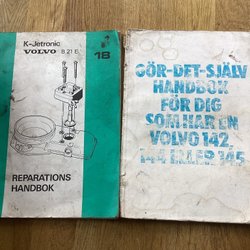 K-Jetronic
VOLVO B 21 E
18
REPARATIONS
HANDBOK
GÖR-DET-SJÄLV
HANDBOK
FÖR DIG
SOM HAR EN
VOLVO 142,
144 ELLER 145